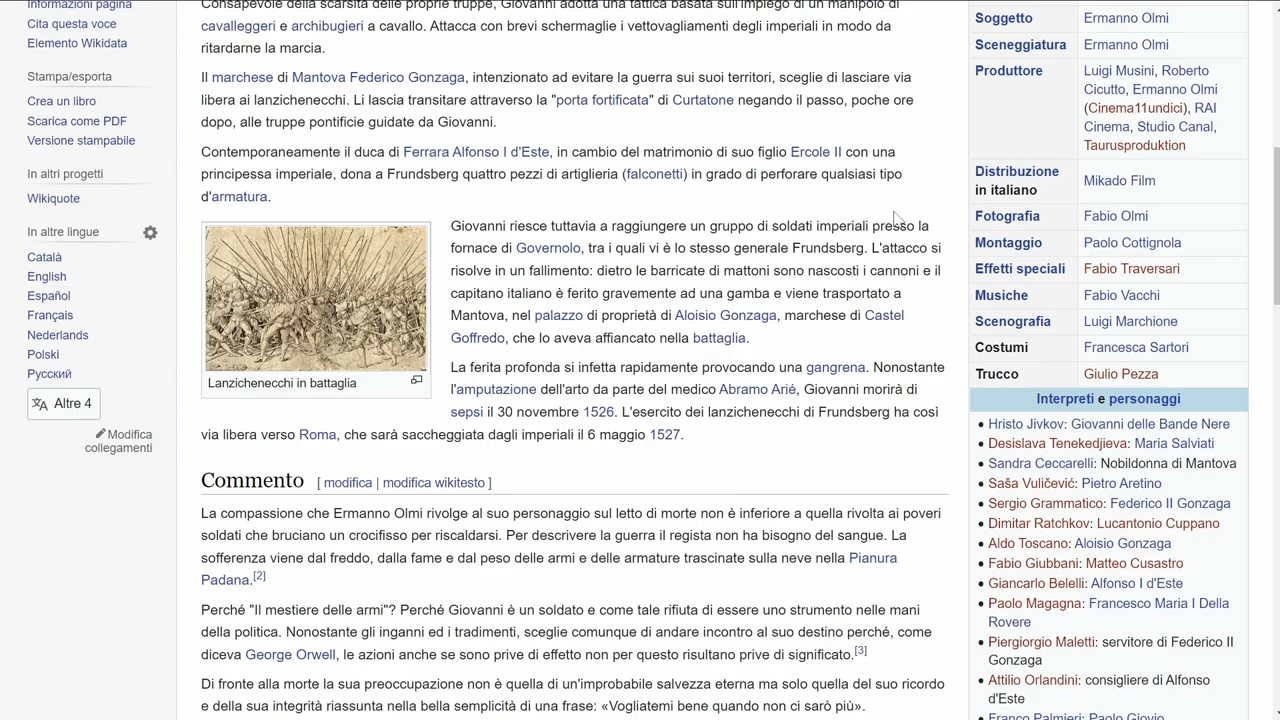 Informazioni pagina
Cita questa voce
Elemento Wikidata
Stampa/esporta
Crea un libro
Scarica come PDF
Versione stampabile
In altri progetti
Wikiquote
In altre lingue
Català
English
Español
Français
Nederlands
Polski
Русский
Altre 4
Modifica
collegamenti
Consapevole della scarsità delle proprie truppe, Giovanni adotta una tattica basata sull'impiego di un manipolo di
cavalleggeri e archibugieri a cavallo. Attacca con brevi schermaglie i vettovagliamenti degli imperiali in modo da
ritardarne la marcia.
Il marchese di Mantova Federico Gonzaga, intenzionato ad evitare la guerra sui suoi territori, sceglie di lasciare via
libera ai lanzichenecchi. Li lascia transitare attraverso la "porta fortificata" di Curtatone negando il passo, poche ore
dopo, alle truppe pontificie guidate da Giovanni.
Contemporaneamente il duca di Ferrara Alfonso I d'Este, in cambio del matrimonio di suo figlio Ercole II con una
principessa imperiale, dona a Frundsberg quattro pezzi di artiglieria (falconetti) in grado di perforare qualsiasi tipo
d'armatura.
Lanzichenecchi in battaglia
Giovanni riesce tuttavia a raggiungere un gruppo di soldati imperiali presso la
fornace di Governolo, tra i quali vi è lo stesso generale Frundsberg. L'attacco si
risolve in un fallimento: dietro le barricate di mattoni sono nascosti i cannoni e il
capitano italiano è ferito gravemente ad una gamba e viene trasportato a
Mantova, nel palazzo di proprietà di Aloisio Gonzaga, marchese di Castel
Goffredo, che lo aveva affiancato nella battaglia.
La ferita profonda si infetta rapidamente provocando una gangrena. Nonostante
l'amputazione dell'arto da parte del medico Abramo Arié, Giovanni morirà di
sepsi il 30 novembre 1526. L'esercito dei lanzichenecchi di Frundsberg ha così
via libera verso Roma, che sarà saccheggiata dagli imperiali il 6 maggio 1527.
Commento [ modifica | modifica wikitesto ]
La compassione che Ermanno Olmi rivolge al suo personaggio sul letto di morte non è inferiore a quella rivolta ai poveri
soldati che bruciano un crocifisso per riscaldarsi. Per descrivere la guerra il regista non ha bisogno del sangue. La
sofferenza viene dal freddo, dalla fame e dal peso delle armi e delle armature trascinate sulla neve nella Pianura
Padana.[2]
Perché "Il mestiere delle armi"? Perché Giovanni è un soldato e come tale rifiuta di essere uno strumento nelle mani
della politica. Nonostante gli inganni ed i tradimenti, sceglie comunque di andare incontro al suo destino perché, come
diceva George Orwell, le azioni anche se sono prive di effetto non per questo risultano prive di significato.[3]
Di fronte alla morte la sua preoccupazione non è quella di un'improbabile salvezza eterna ma solo quella del suo ricordo
e della sua integrità riassunta nella bella semplicità di una frase: «Vogliatemi bene quando non ci sarò più».
Soggetto Ermanno Olmi
Sceneggiatura Ermanno Olmi
Produttore Luigi Musini, Roberto
Cicutto, Ermanno Olmi
(Cinema11undici), RAI
Cinema, Studio Canal,
Taurusproduktion
Distribuzione
in italiano Mikado Film
Fotografia Fabio Olmi
Montaggio Paolo Cottignola
Effetti speciali Fabio Traversari
Musiche Fabio Vacchi
Scenografia Luigi Marchione
Costumi Francesca Sartori
Trucco Giulio Pezza
Interpreti e personaggi
• Hristo Jivkov: Giovanni delle Bande Nere
• Desislava Tenekedjieva: Maria Salviati
• Sandra Ceccarelli: Nobildonna di Mantova
• Saša Vuličević: Pietro Aretino
• Sergio Grammatico: Federico II Gonzaga
• Dimitar Ratchkov: Lucantonio Cuppano
• Aldo Toscano: Aloisio Gonzaga
• Fabio Giubbani: Matteo Cusastro
• Giancarlo Belelli: Alfonso I d'Este
• Paolo Magagna: Francesco Maria I Della
Rovere
• Piergiorgio Maletti: servitore di Federico II
Gonzaga
• Attilio Orlandini: consigliere di Alfonso
d'Este
• Franco Palmieri: Paolo Giovio